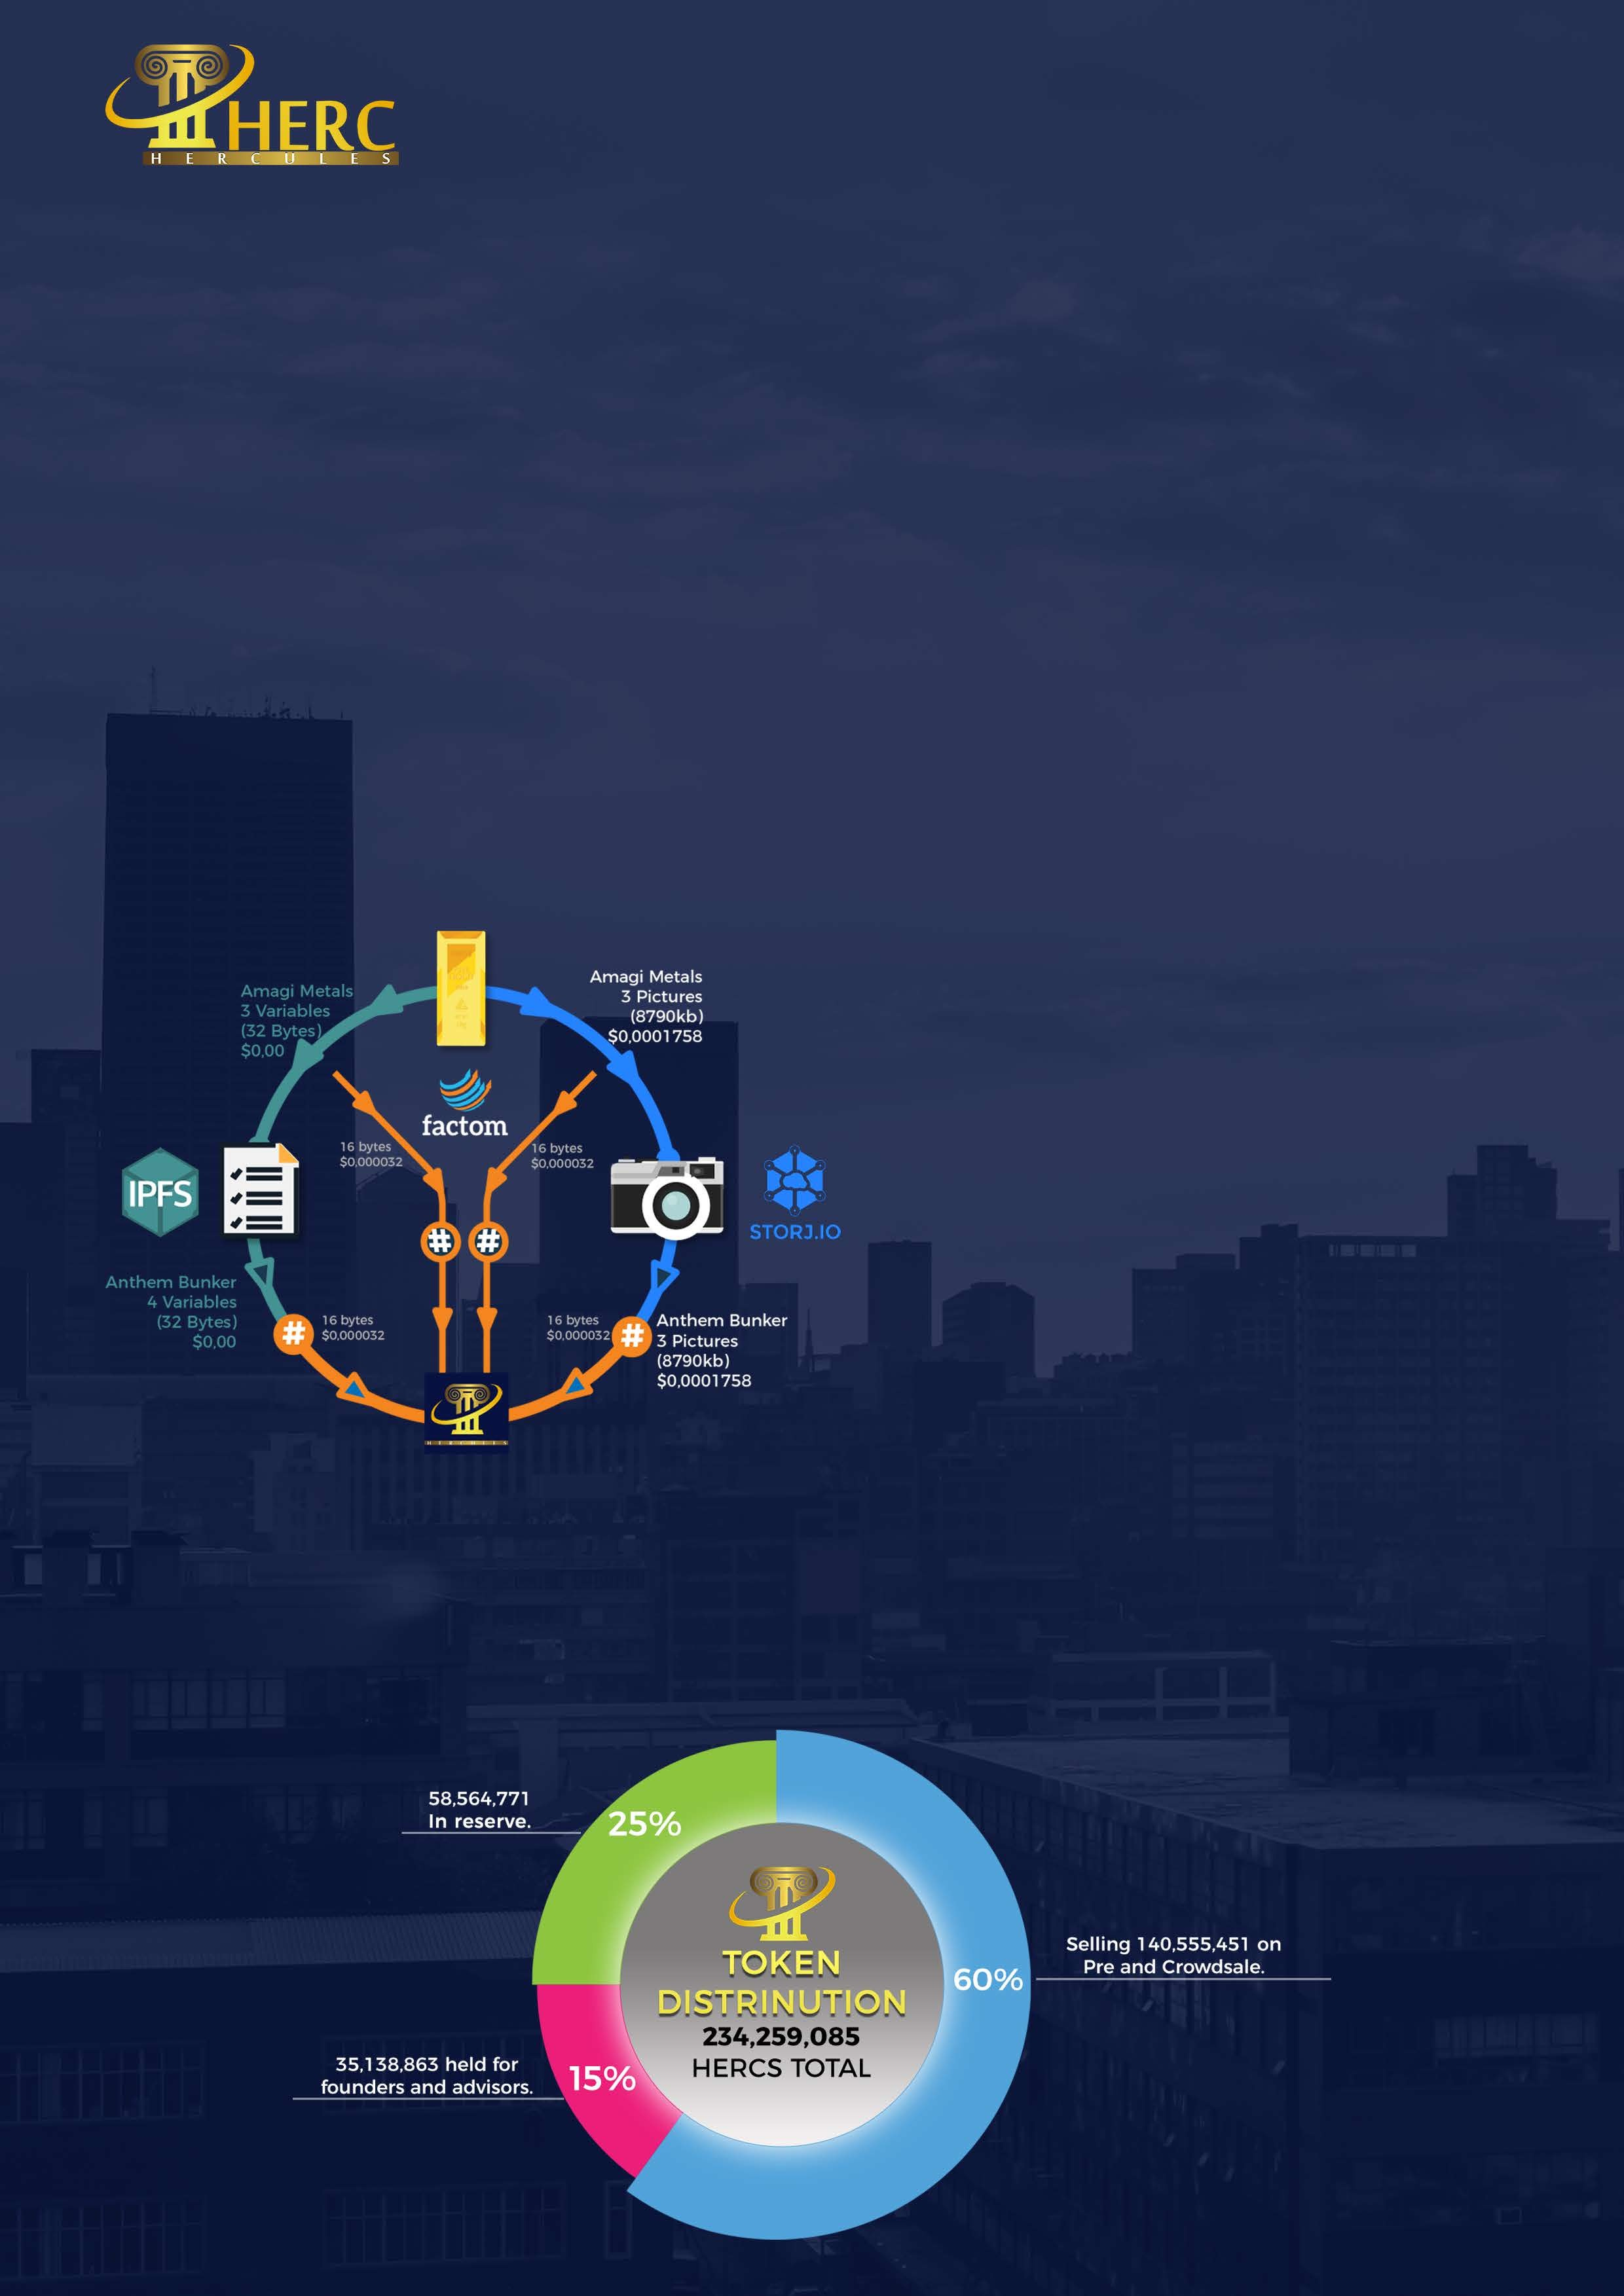 HERC
HERCULES
Amagi Metals
3 Variables
(32 Bytes)
$0,00
Amagi Metals
3 Pictures
(8790kb)
$0,0001758
factom
16 bytes
$0,000032
16 bytes
$0,000032
IPFS
STORJ.IO
# #
Anthem Bunker
4 Variables
(32 Bytes)
$0,00
#
16 bytes
$0,000032
16 bytes
$0,000032
#
Anthem Bunker
3 Pictures
(8790kb)
$0,0001758
HERCULES
58,564,771
In reserve.
25%
TOKEN
DISTRINUTION
234,259,085
HERCS TOTAL
60%
Selling 140,555,451 on
Pre and Crowdsale.
35,138,863 held for
founders and advisors.
15%